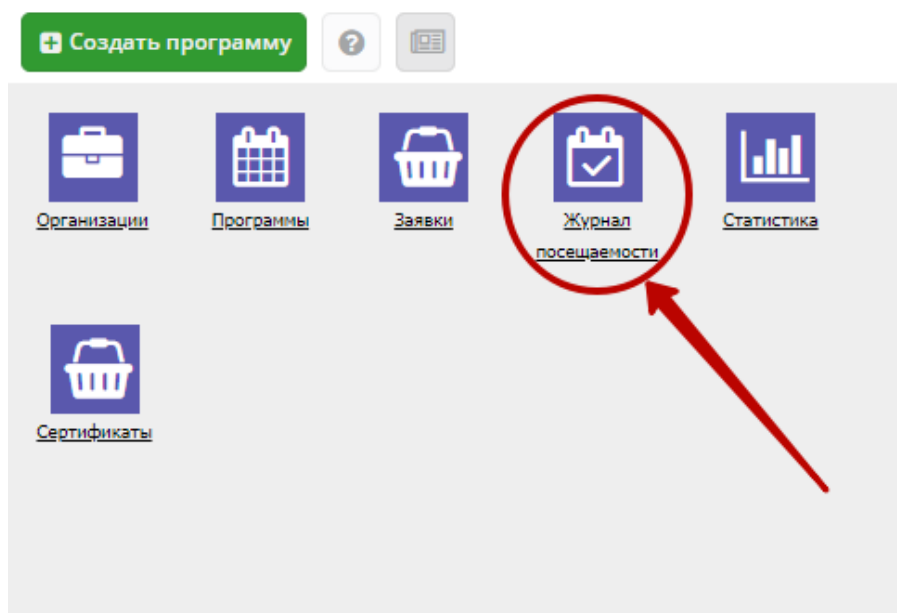 Создать программу
Организации
Программы
Заявки
Журнал
посещаемости
Статистика
Сертификаты